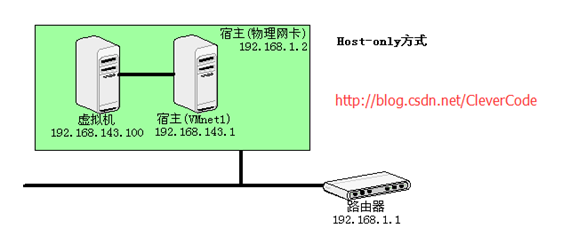 宿主(物理网卡)
192.168.1.2
Host-only方式
http://blog.csdn.net/CleverCode
虚拟机
192.168.143.100
宿主(VMnet1)
192.168.143.1
路由器
192.168.1.1